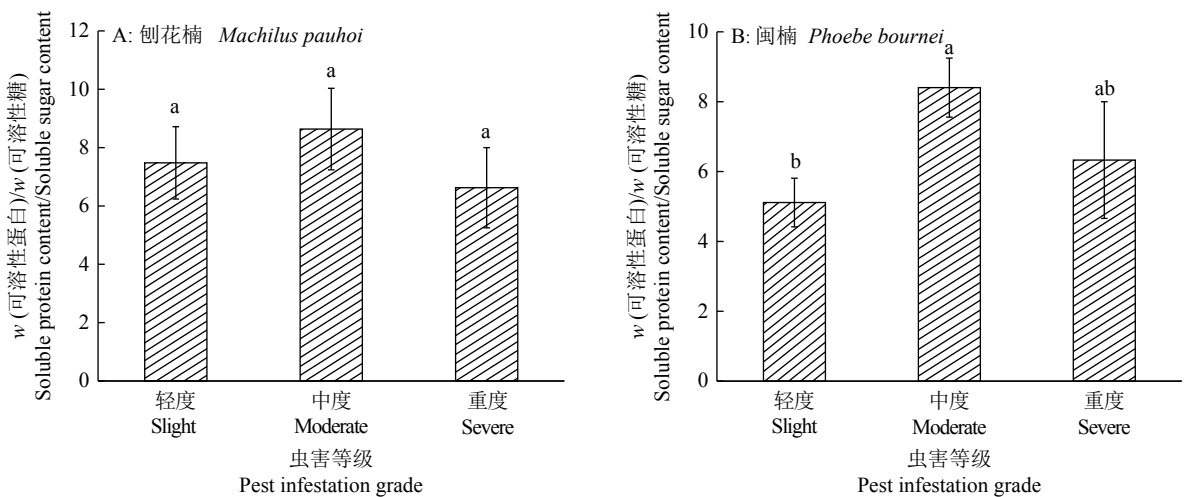 A: 刨花楠 Machilus pauhoi
w (可溶性蛋白)/w (可溶性糖)
Soluble protein content/Soluble sugar content
12
10
8
6
4
2
0
a
a
a
轻度
中度
重度
Slight
Moderate
Severe
虫害等级
Pest infestation grade
B: 闽楠 Phoebe bournei
w (可溶性蛋白)/w (可溶性糖)
Soluble protein content/Soluble sugar content
10
8
6
4
2
0
b
a
ab
轻度
中度
重度
Slight
Moderate
Severe
虫害等级
Pest infestation grade